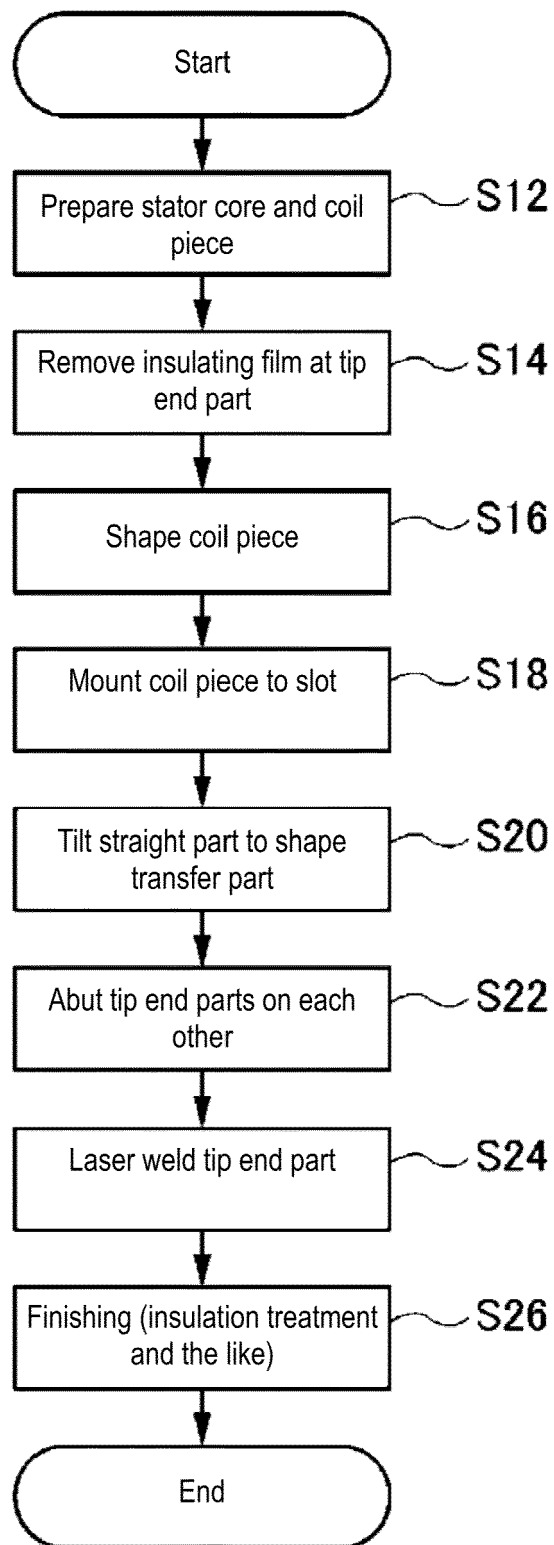 Start
Prepare stator core and coil
piece
S12
Remove insulating film at tip
end part
S14
Shape coil piece
S16
Mount coil piece to slot
S18
Tilt straight part to shape
transfer part
S20
Abut tip end parts on each
other
S22
Laser weld tip end part
S24
Finishing (insulation treatment
and the like)
S26
End